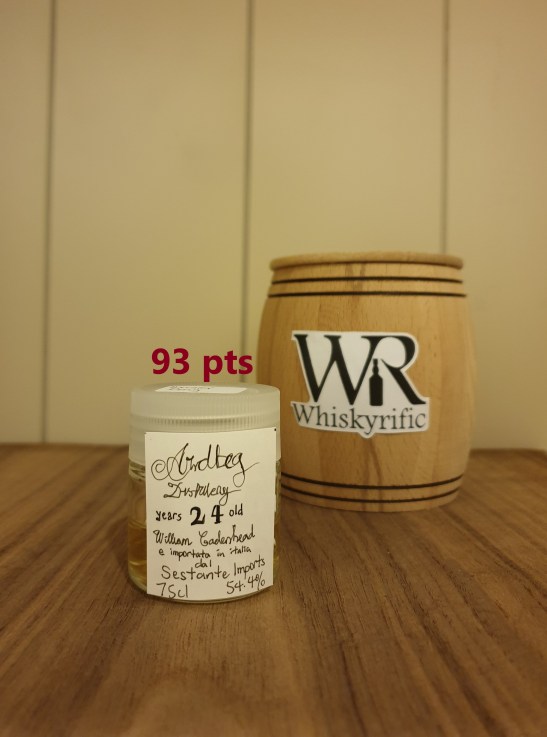 93 pts
WR
Whiskyrific
Ardbeg
Distillery
years 24 old
William Cadenhead
e importata in italia
dal
Sestante Imports
75cl 54.4%